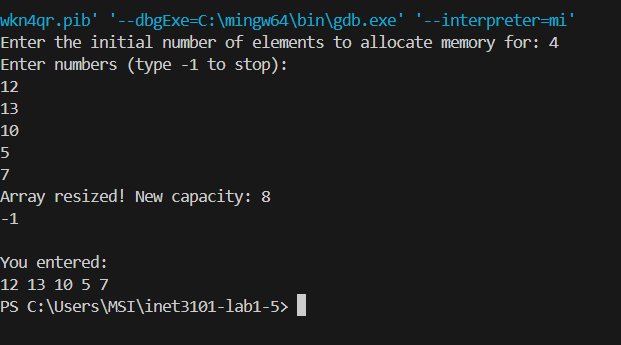 wkn4qr.pib' '--dbgExe=C:\mingw64\bin\gdb.exe' '--interpreter=mi'
Enter the initial number of elements to allocate memory for: 4
Enter numbers (type -1 to stop):
12
13
10
5
7
Array resized! New capacity: 8
-1
You entered:
12 13 10 5 7
PS C:\Users\MSI\inet3101-lab1-5>